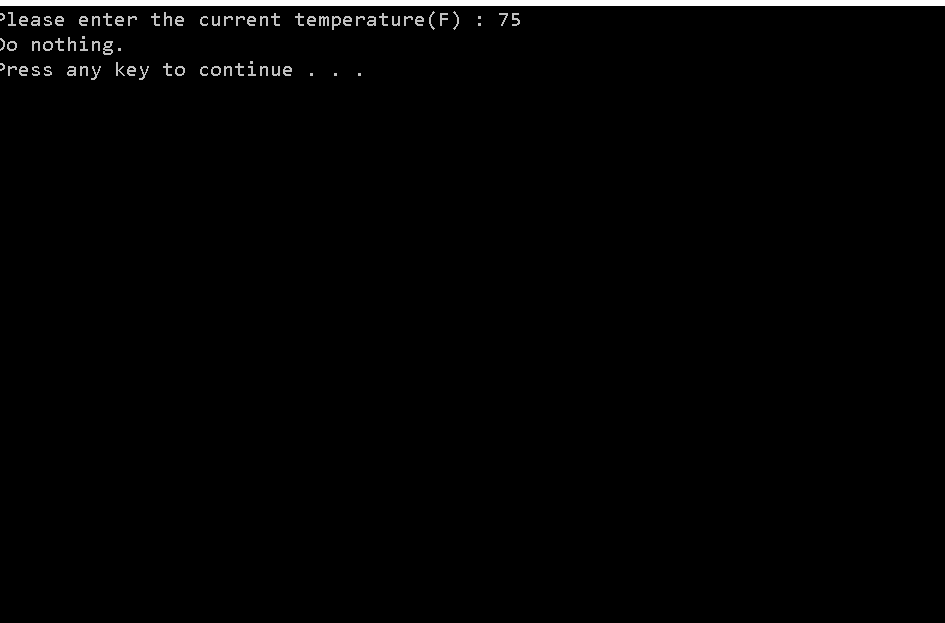 Please enter the current temperature(F) : 75
Do nothing.
Press any key to continue . . .